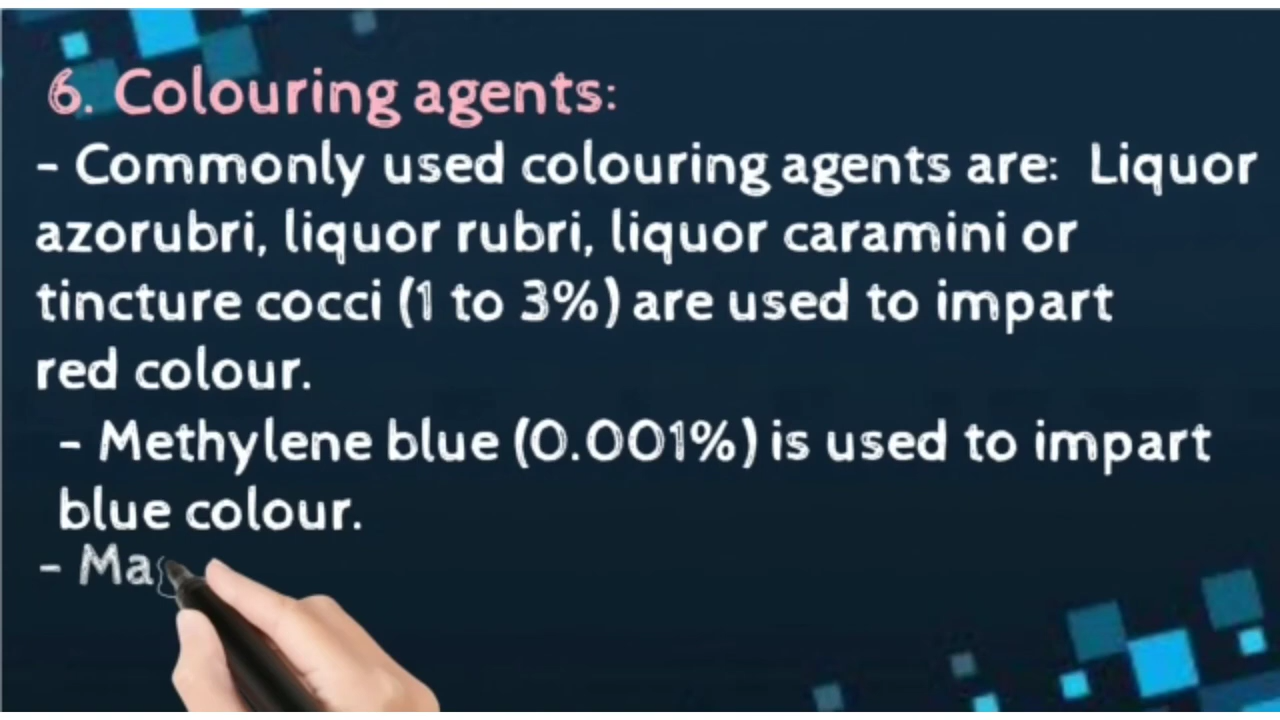 6. Colouring agents:
- Commonly used colouring agents are: Liquor
azorubri, liquor rubri, liquor caramini or
tincture cocci (1 to 3%) are used to impart
red colour.
- Methylene blue (0.001%) is used to impart
blue colour.
- Ma